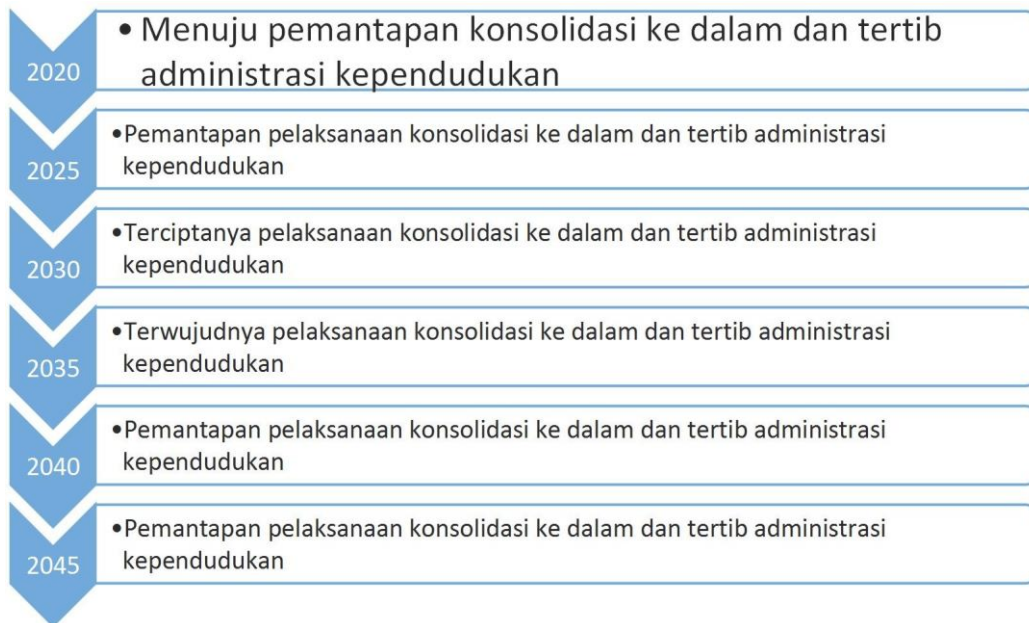 2020
• Menuju pemantapan konsolidasi ke dalam dan tertib
administrasi kependudukan
2025
•Pemantapan pelaksanaan konsolidasi ke dalam dan tertib administrasi
kependudukan
2030
•Terciptanya pelaksanaan konsolidasi ke dalam dan tertib administrasi
kependudukan
2035
•Terwujudnya pelaksanaan konsolidasi ke dalam dan tertib administrasi
kependudukan
2040
•Pemantapan pelaksanaan konsolidasi ke dalam dan tertib administrasi
kependudukan
2045
•Pemantapan pelaksanaan konsolidasi ke dalam dan tertib administrasi
kependudukan